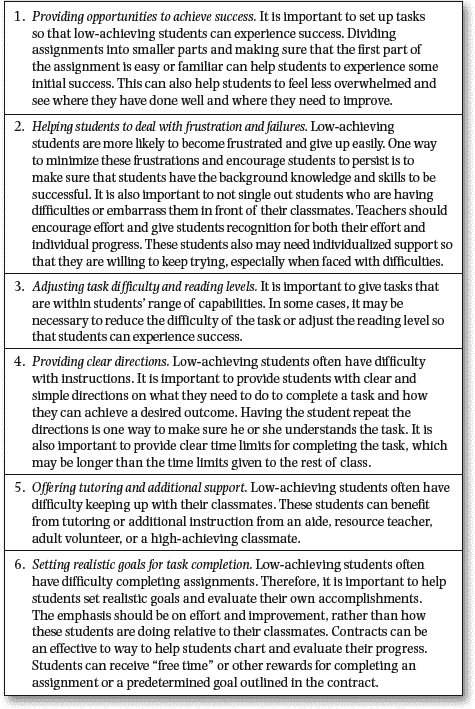 1. Providing opportunities to achieve success. It is important to set up tasks
so that low-achieving students can experience success. Dividing
assignments into smaller parts and making sure that the first part of
the assignment is easy or familiar can help students to experience some
initial success. This can also help students to feel less overwhelmed and
see where they have done well and where they need to improve.
2. Helping students to deal with frustration and failures. Low-achieving
students are more likely to become frustrated and give up easily. One way
to minimize these frustrations and encourage students to persist is to
make sure that students have the background knowledge and skills to be
successful. It is also important to not single out students who are having
difficulties or embarrass them in front of their classmates. Teachers should
encourage effort and give students recognition for both their effort and
individual progress. These students also may need individualized support so
that they are willing to keep trying, especially when faced with difficulties.
3. Adjusting task difficulty and reading levels. It is important to give tasks that
are within students' range of capabilities. In some cases, it may be
necessary to reduce the difficulty of the task or adjust the reading level so
that students can experience success.
4. Providing clear directions. Low-achieving students often have difficulty
with instructions. It is important to provide students with clear and
simple directions on what they need to do to complete a task and how
they can achieve a desired outcome. Having the student repeat the
directions is one way to make sure he or she understands the task. It is
also important to provide clear time limits for completing the task, which
may be longer than the time limits given to the rest of class.
5. Offering tutoring and additional support. Low-achieving students often have
difficulty keeping up with their classmates. These students can benefit
from tutoring or additional instruction from an aide, resource teacher,
adult volunteer, or a high-achieving classmate.
6. Setting realistic goals for task completion. Low-achieving students often
have difficulty completing assignments. Therefore, it is important to help
students set realistic goals and evaluate their own accomplishments.
The emphasis should be on effort and improvement, rather than how
these students are doing relative to their classmates. Contracts can be
an effective to way to help students chart and evaluate their progress.
Students can receive “free time” or other rewards for completing an
assignment or a predetermined goal outlined in the contract.